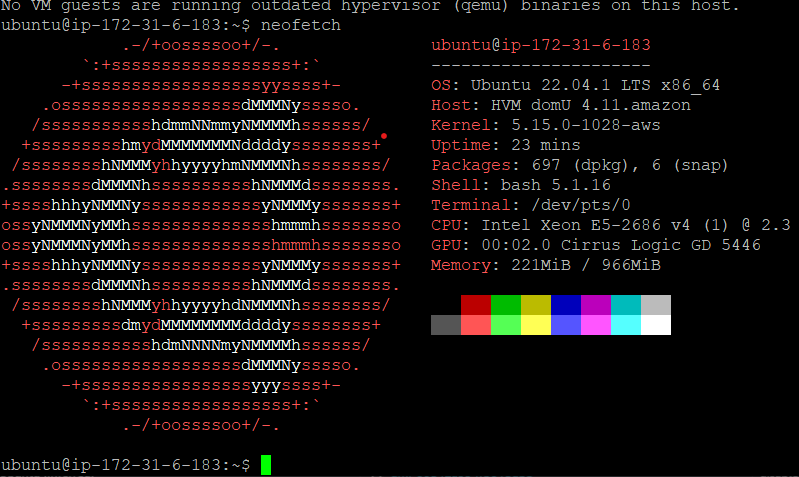 No VM guests are running outdated hypervisor (qemu) binaries on this host.
ubuntu@ip-172-31-6-183:~$ neofetch
            .-/+oossssoo+/-.               ubuntu@ip-172-31-6-183
        `:+ssssssssssssssssss+:`           ----------------------
      -+ssssssssssssssssssyyssss+-         OS: Ubuntu 22.04.1 LTS x86_64
    .ossssssssssssssssssdMMMNysssso.       Host: HVM domU 4.11.amazon
   /ssssssssssshdmmNNmmyNMMMMhssssss/      Kernel: 5.15.0-1028-aws
  +ssssssssshmydMMMMMMMNddddyssssssss+     Uptime: 23 mins
 /sssssssshNMMMyhhyyyyhmNMMMNhssssssss/    Packages: 697 (dpkg), 6 (snap)
.ssssssssdMMMNhsssssssssshNMMMdssssssss.   Shell: bash 5.1.16
+sssshhhyNMMNyssssssssssssyNMMMysssssss+   Terminal: /dev/pts/0
ossyNMMMNyMMhsssssssssssssshmmmhssssssso   CPU: Intel Xeon E5-2686 v4 (1) @ 2.3
ossyNMMMNyMMhsssssssssssssshmmmhssssssso   GPU: 00:02.0 Cirrus Logic GD 5446
+sssshhhyNMMNyssssssssssssyNMMMysssssss+   Memory: 221MiB / 966MiB
.ssssssssdMMMNhsssssssssshNMMMdssssssss.
 /sssssssshNMMMyhhyyyyhdNMMMNhssssssss/
  +sssssssssdmydMMMMMMMMddddyssssssss+
   /ssssssssssshdmNNNNmyNMMMMhssssss/
    .ossssssssssssssssssdMMMNysssso.
      -+sssssssssssssssssyyyssss+-
        `:+ssssssssssssssssss+:`
            .-/+oossssoo+/-.
ubuntu@ip-172-31-6-183:~$